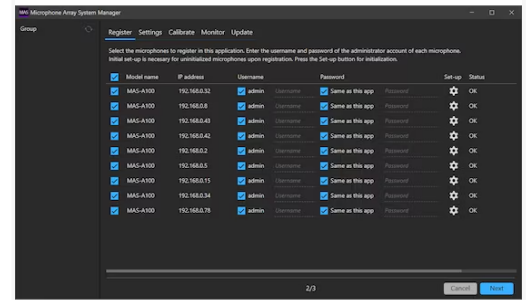 MAS Microphone Array System Manager
Group
Register Settings Calibrate Monitor Update
Select the microphones to register in this application. Enter the username and password of the administrator account of each microphone.
Initial set-up is necessary for uninitialized microphones upon registration. Press the Set-up button for initialization.
Model name IP address Username Password Set-up Status
MAS-A100 192.168.0.32 admin Username Same as this app Password OK
MAS-A100 192.168.0.8 admin Username Same as this app Password OK
MAS-A100 192.168.0.43 admin Username Same as this app Password OK
MAS-A100 192.168.0.42 admin Username Same as this app Password OK
MAS-A100 192.168.0.2 admin Username Same as this app Password OK
MAS-A100 192.168.0.5 admin Username Same as this app Password OK
MAS-A100 192.168.0.15 admin Username Same as this app Password OK
MAS-A100 192.168.0.34 admin Username Same as this app Password OK
MAS-A100 192.168.0.78 admin Username Same as this app Password OK
2/3
Cancel Next